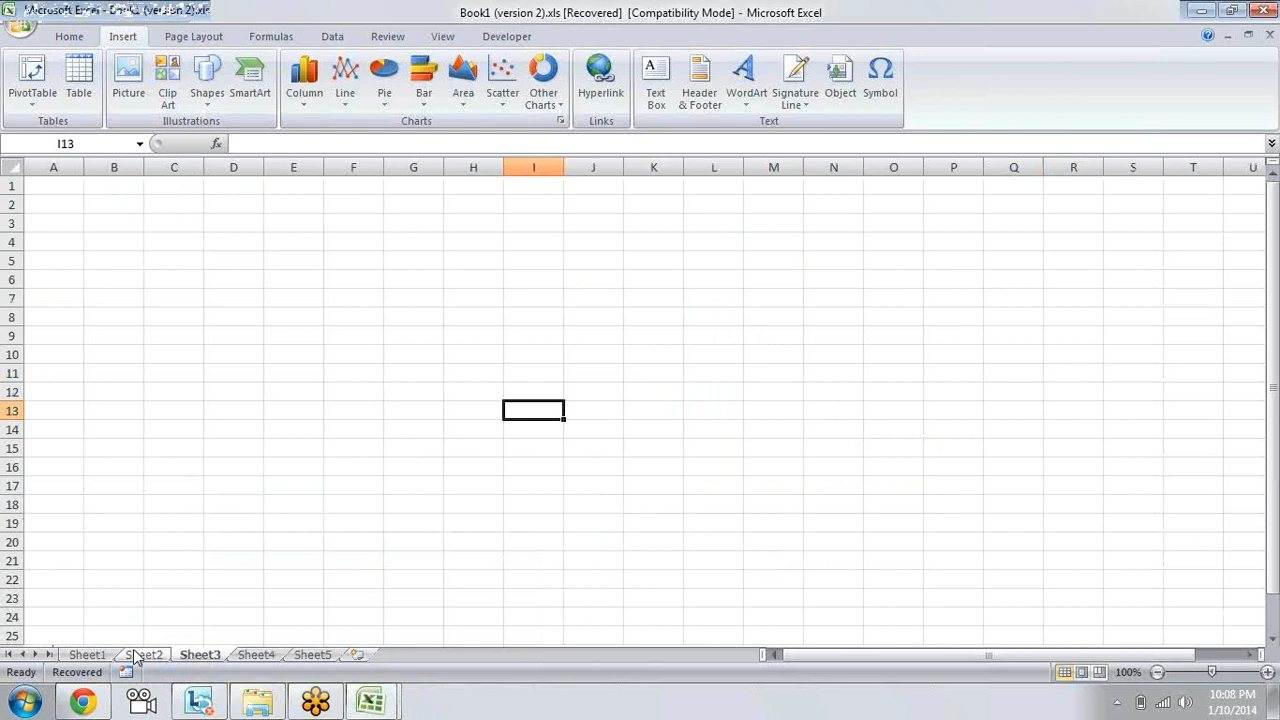 Book1 (version 2).xls [Recovered]  [Compatibility Mode] - Microsoft Excel
Home Insert Page Layout Formulas Data Review View Developer
PivotTable Table Picture Clip Art Shapes SmartArt Column Line Pie Bar Area Scatter Other Charts Hyperlink Text Box Header & Footer WordArt Signature Line Object Symbol
Tables Illustrations Charts Links Text
I13 fx
A B C D E F G H I J K L M N O P Q R S T U
1
2
3
4
5
6
7
8
9
10
11
12
13
14
15
16
17
18
19
20
21
22
23
24
25
Sheet1 Sheet2 Sheet3 Sheet4 Sheet5
Ready Recovered 100%
10:08 PM
1/10/2014